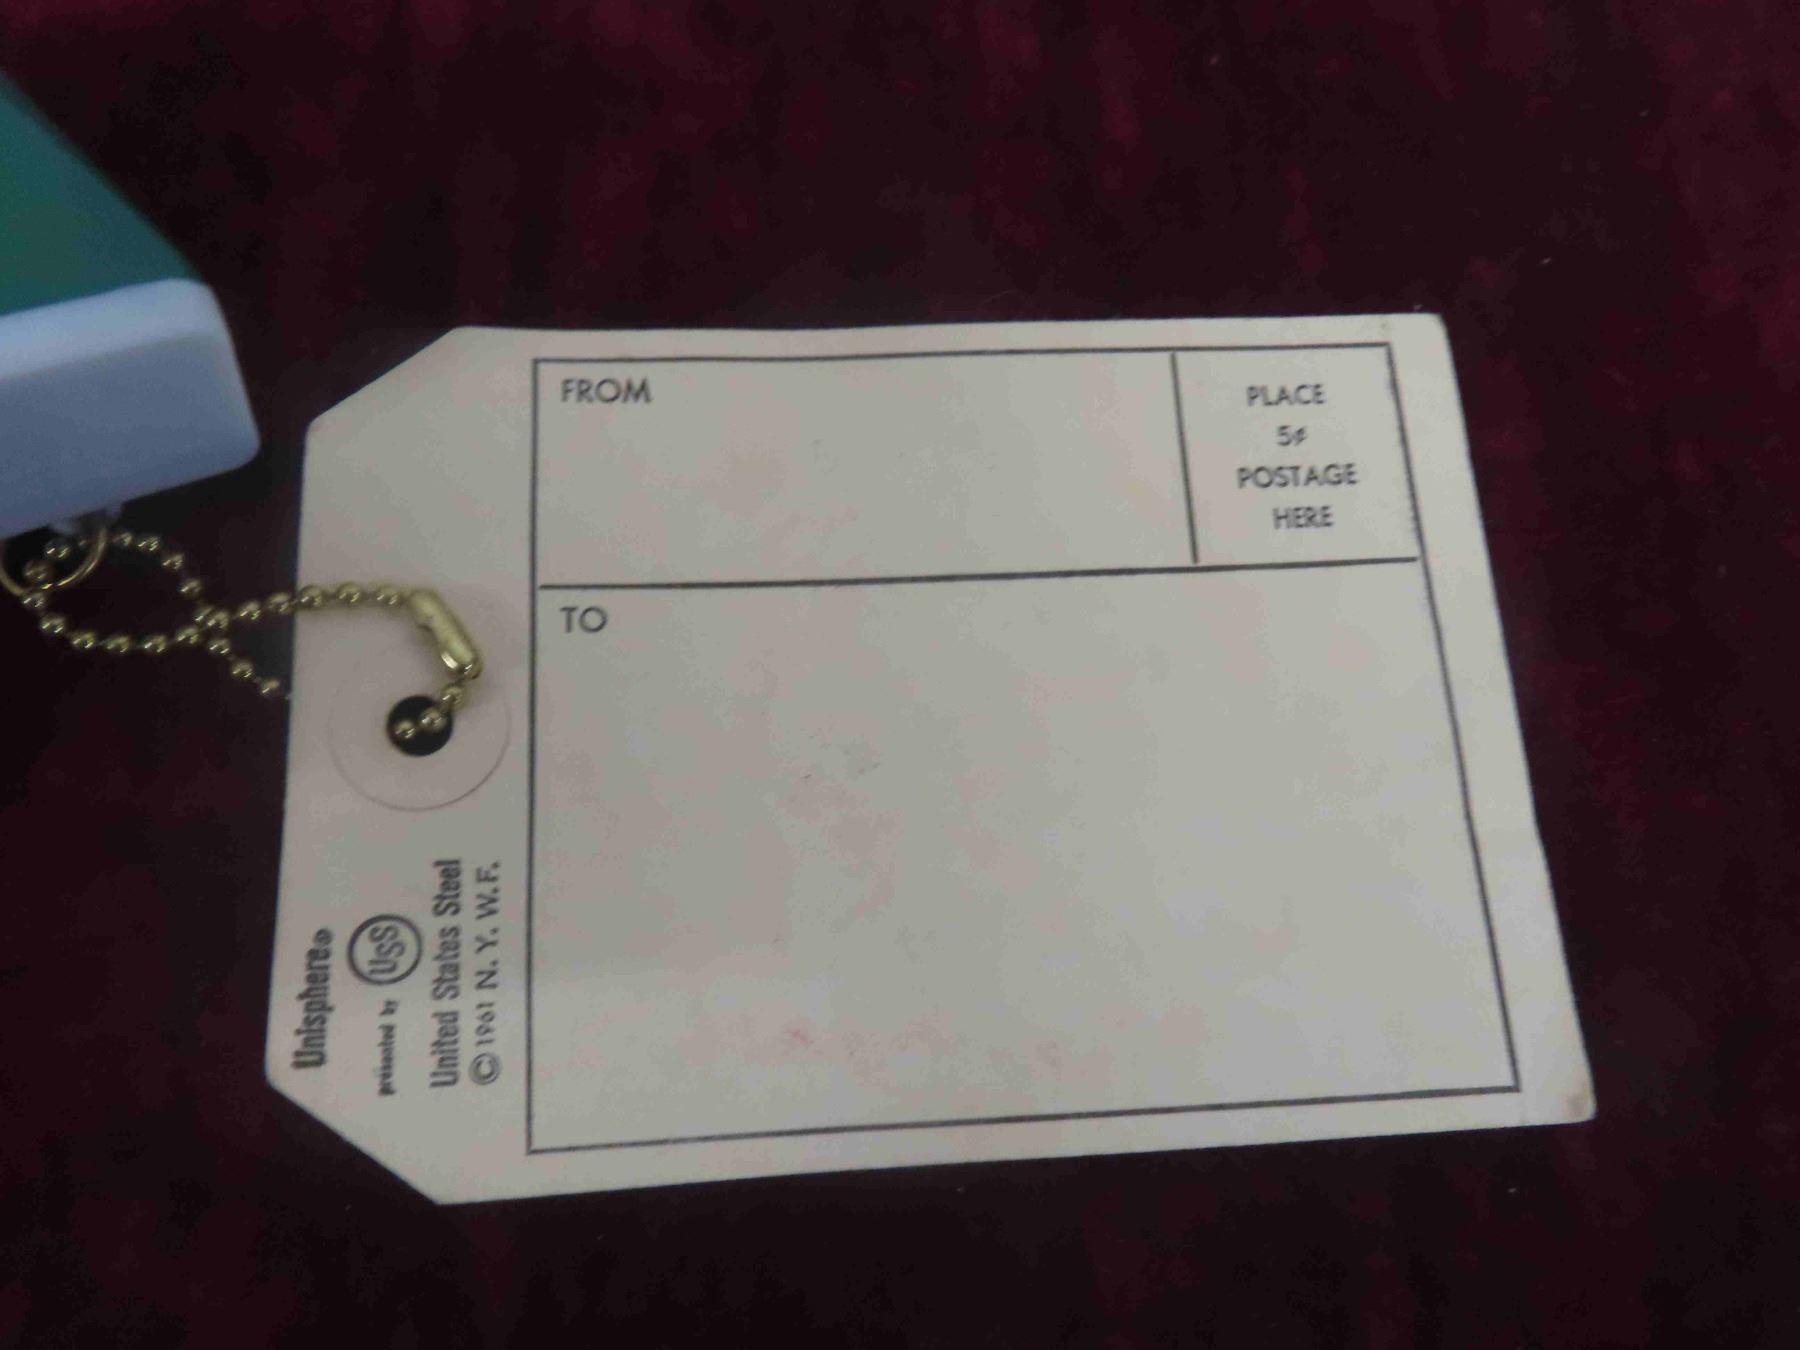 FROM
PLACE
5¢
POSTAGE
HERE
TO
Unisphere®
presented by USS
United States Steel
© 1961 N. Y. W. F.